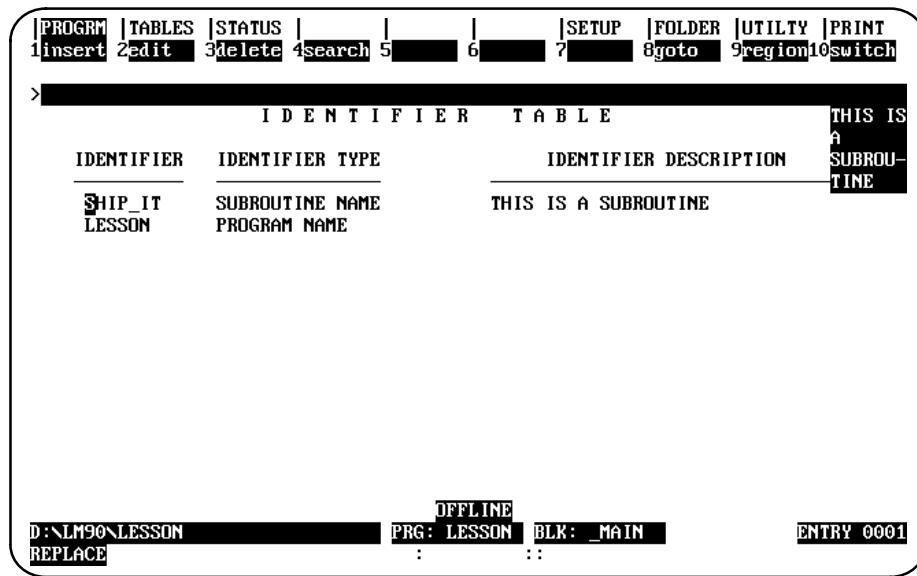 |PROGRM |TABLES |STATUS | | |SETUP |FOLDER |UTILTY |PRINT
1insert 2edit 3delete 4search 5 6 7 8goto 9region10switch
>
I D E N T I F I E R T A B L E THIS IS
A
IDENTIFIER IDENTIFIER TYPE IDENTIFIER DESCRIPTION SUBROU-
TINE
SHIP_IT SUBROUTINE NAME THIS IS A SUBROUTINE
LESSON PROGRAM NAME
OFFLINE
D:\LM90\LESSON PRG: LESSON BLK: _MAIN ENTRY 0001
REPLACE : ::